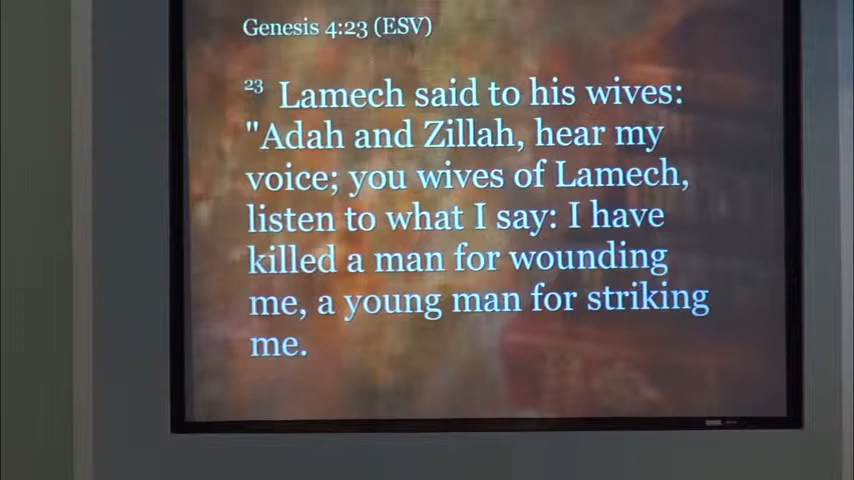 Genesis 4:23 (ESV)
23 Lamech said to his wives:
"Adah and Zillah, hear my
voice; you wives of Lamech,
listen to what I say: I have
killed a man for wounding
me, a young man for striking
me.